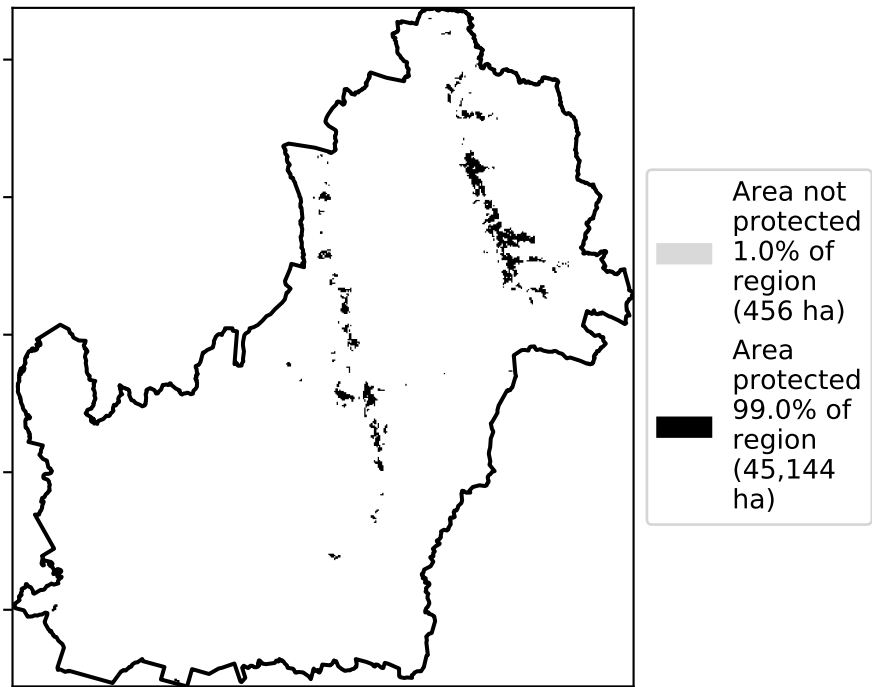 Area not
protected
1.0% of
region
(456 ha)
Area
protected
99.0% of
region
(45,144
ha)